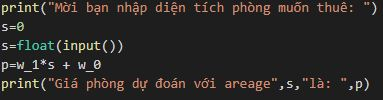 print("Mời bạn nhập diện tích phòng muốn thuê: ")
s=0
s=float(input())
p=w_1*s + w_0
print("Giá phòng dự đoán với areage",s,"là: ",p)